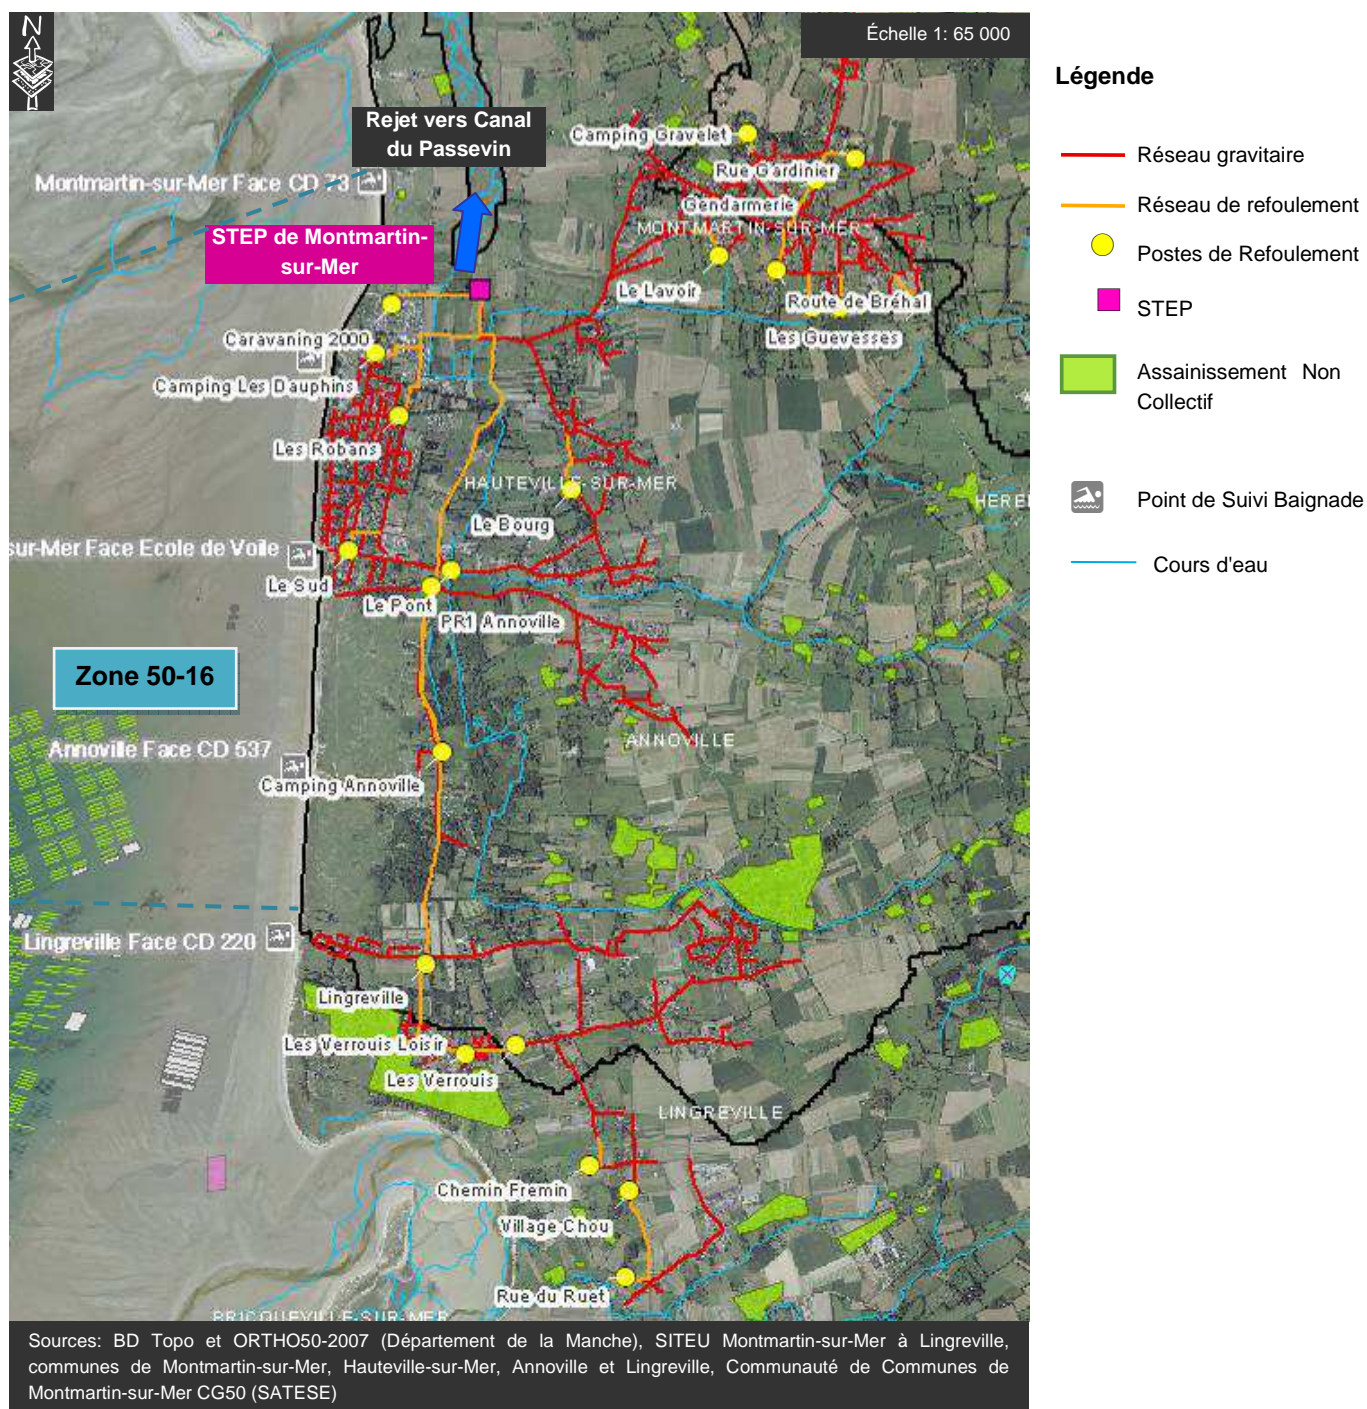 N
Échelle 1: 65 000
Légende
Réseau gravitaire
Réseau de refoulement
Postes de Refoulement
STEP
Assainissement Non
Collectif
Point de Suivi Baignade
Cours d'eau
Rejet vers Canal
du Passevin
Camping Gravelet
Rue Gardinier
Montmartin-sur-Mer Face CD 73
Gendarmerie
MONTMARTIN-SUR-MER
STEP de Montmartin-
sur-Mer
Le Lavoir
Route de Bréhal
Caravaning 2000
Les Guevesses
Camping Les Dauphins
Les Robans
HAUTEVILLE-SUR-MER
HEREN
Le Bourg
sur-Mer Face Ecole de Voile
Le Sud
Le Pont
PR1 Annoville
Zone 50-16
ANNOVILLE
Annoville Face CD 537
Camping Annoville
Lingreville Face CD 220
Lingreville
Les Verrouis Loisir
Les Verrouis
LINGREVILLE
Chemin Fremin
Village Chou
Rue du Ruet
BRICQUEVILLE-SUR-MER
Sources: BD Topo et ORTHO50-2007 (Département de la Manche), SITEU Montmartin-sur-Mer à Lingreville,
communes de Montmartin-sur-Mer, Hauteville-sur-Mer, Annoville et Lingreville, Communauté de Communes de
Montmartin-sur-Mer CG50 (SATESE)